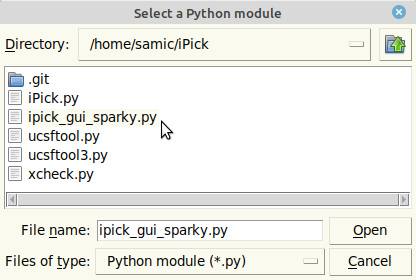 Select a Python module
Directory: /home/samic/iPick
.git
iPick.py
ipick_gui_sparky.py
ucsftool.py
ucsftool3.py
xcheck.py
File name: ipick_gui_sparky.py Open
Files of type: Python module (*.py) Cancel